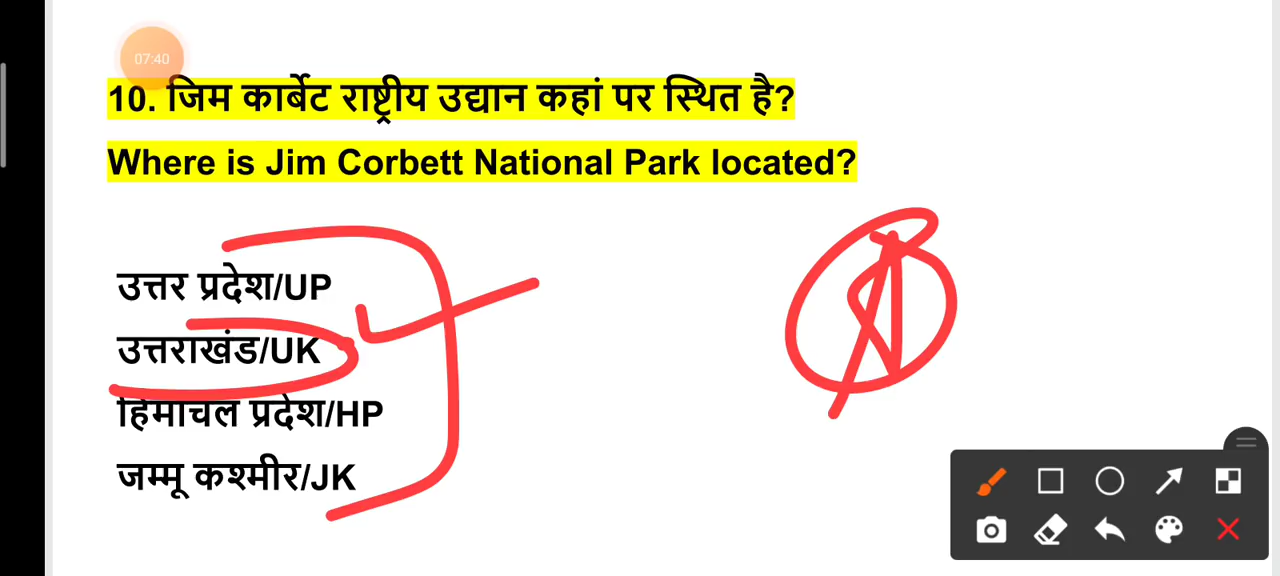 07:40
10. जिम कार्बेट राष्ट्रीय उद्यान कहां पर स्थित है?
Where is Jim Corbett National Park located?
उत्तर प्रदेश/UP
उत्तराखंड/UK
हिमाचल प्रदेश/HP
जम्मू कश्मीर/JK